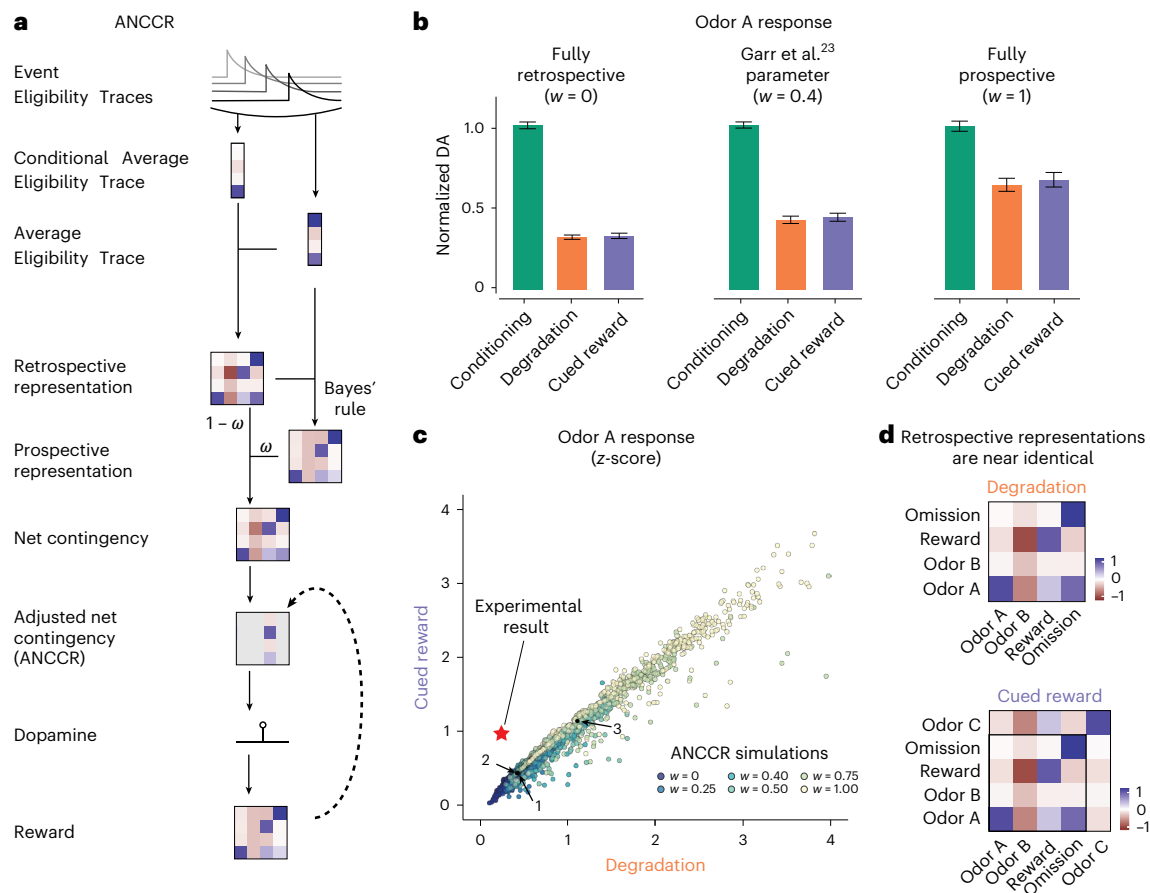 a
ANCCR
Event
Eligibility Traces
Conditional Average
Eligibility Trace
Average
Eligibility Trace
Retrospective
representation
Bayes’
rule
1 – ω
ω
Prospective
representation
Net contingency
Adjusted net
contingency
(ANCCR)
Dopamine
Reward
b
Odor A response
Fully
retrospective
(w = 0)
Garr et al.23
parameter
(w = 0.4)
Fully
prospective
(w = 1)
Normalized DA
1.0
0.5
0
Conditioning
Degradation
Cued reward
Conditioning
Degradation
Cued reward
Conditioning
Degradation
Cued reward
c
Odor A response
(z-score)
Cued reward
4
3
2
1
0
Experimental
result
2
1
3
ANCCR simulations
w = 0
w = 0.40
w = 0.75
w = 0.25
w = 0.50
w = 1.00
0
1
2
3
4
Degradation
d
Retrospective representations
are near identical
Degradation
Omission
Reward
Odor B
Odor A
1
0
–1
Odor A
Odor B
Reward
Omission
Cued reward
Odor C
Omission
Reward
Odor B
Odor A
1
0
–1
Odor A
Odor B
Reward
Omission
Odor C